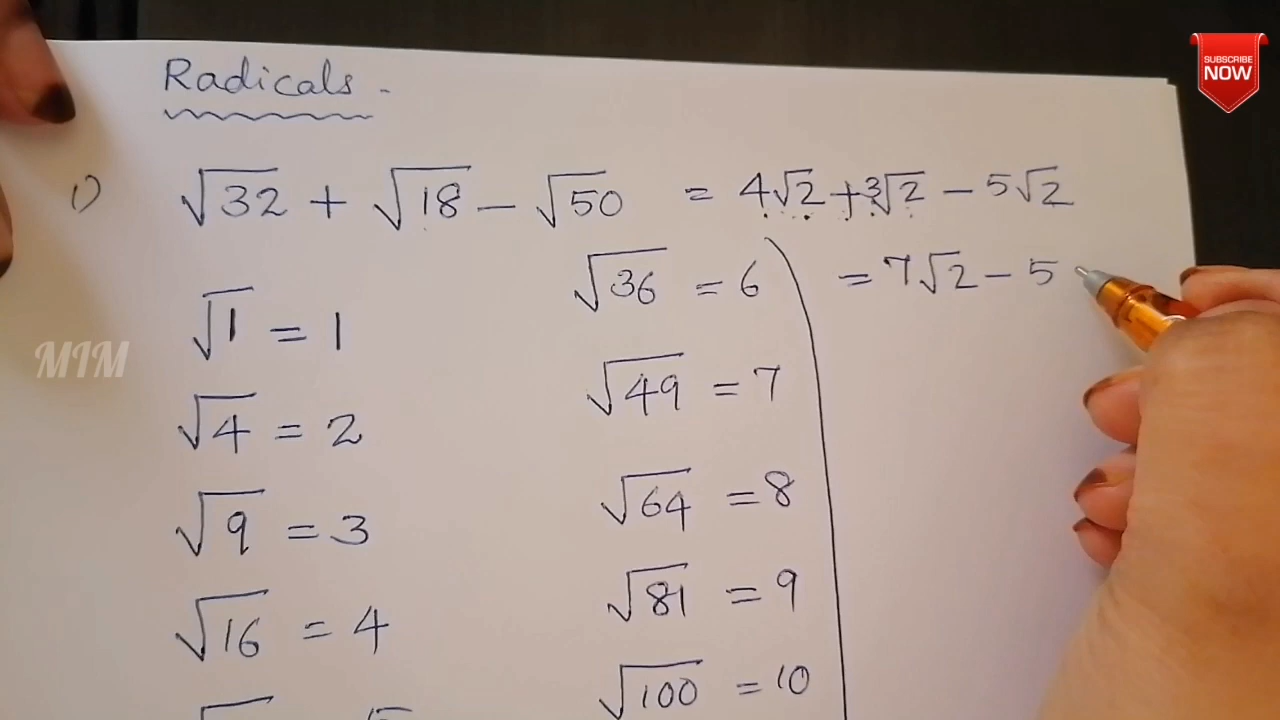 SUBSCRIBE
NOW
Radicals.
1) √32 + √18 - √50 = 4√2 + 3√2 - 5√2
= 7√2 - 5
√1 = 1
√4 = 2
√9 = 3
√16 = 4
√36 = 6
√49 = 7
√64 = 8
√81 = 9
√100 = 10
MIM